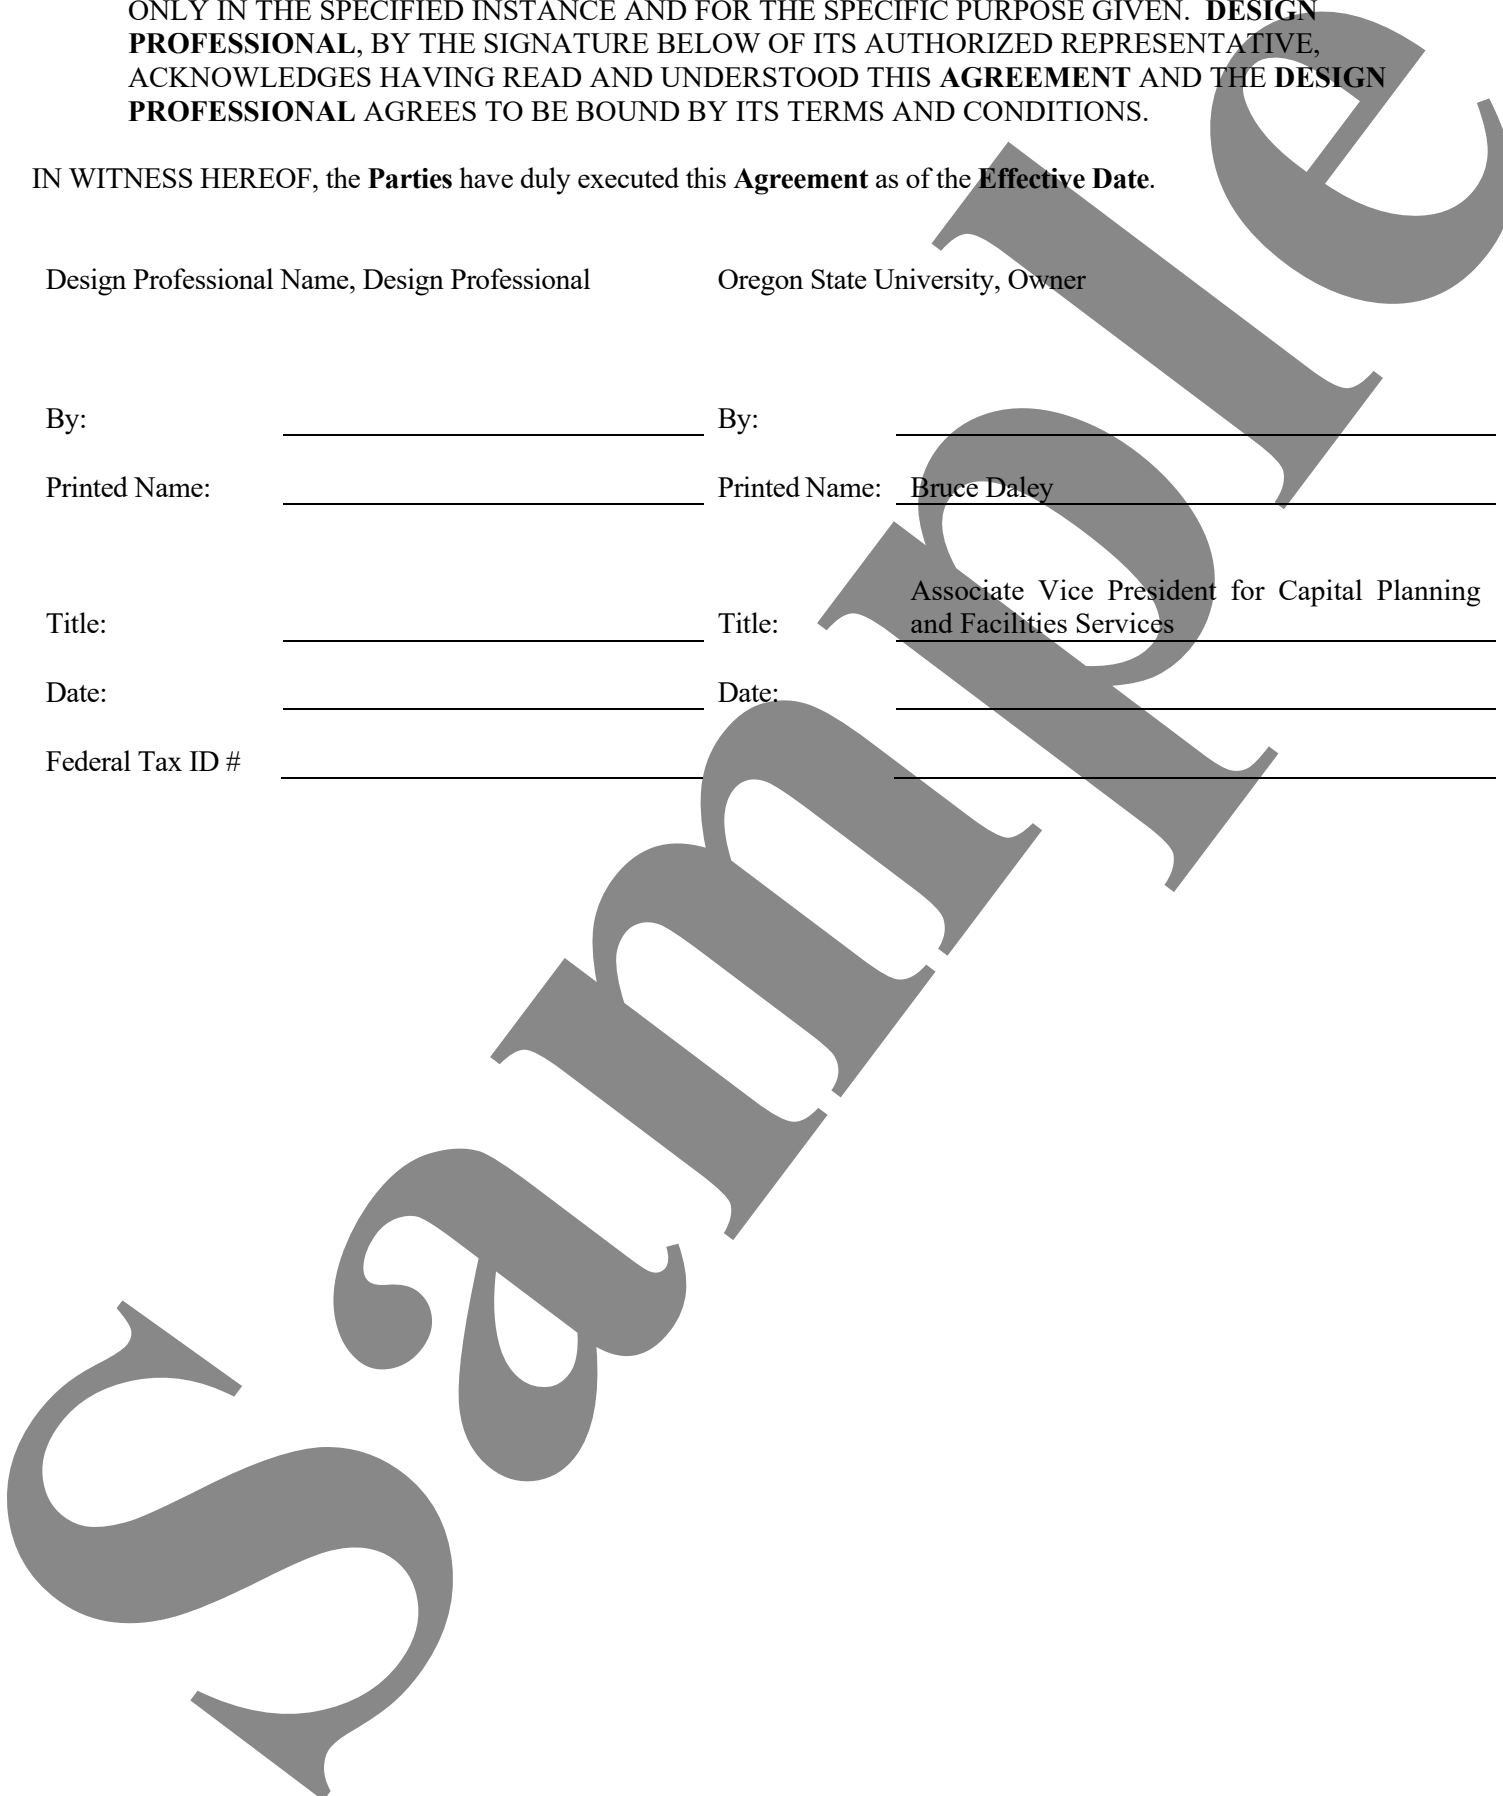 ONLY IN THE SPECIFIED INSTANCE AND FOR THE SPECIFIC PURPOSE GIVEN. DESIGN
PROFESSIONAL, BY THE SIGNATURE BELOW OF ITS AUTHORIZED REPRESENTATIVE,
ACKNOWLEDGES HAVING READ AND UNDERSTOOD THIS AGREEMENT AND THE DESIGN
PROFESSIONAL AGREES TO BE BOUND BY ITS TERMS AND CONDITIONS.
IN WITNESS HEREOF, the Parties have duly executed this Agreement as of the Effective Date.
Design Professional Name, Design Professional Oregon State University, Owner
By: By:
Printed Name: Printed Name: Bruce Daley
Associate Vice President for Capital Planning
Title: Title: and Facilities Services
Date: Date:
Federal Tax ID #
Sample